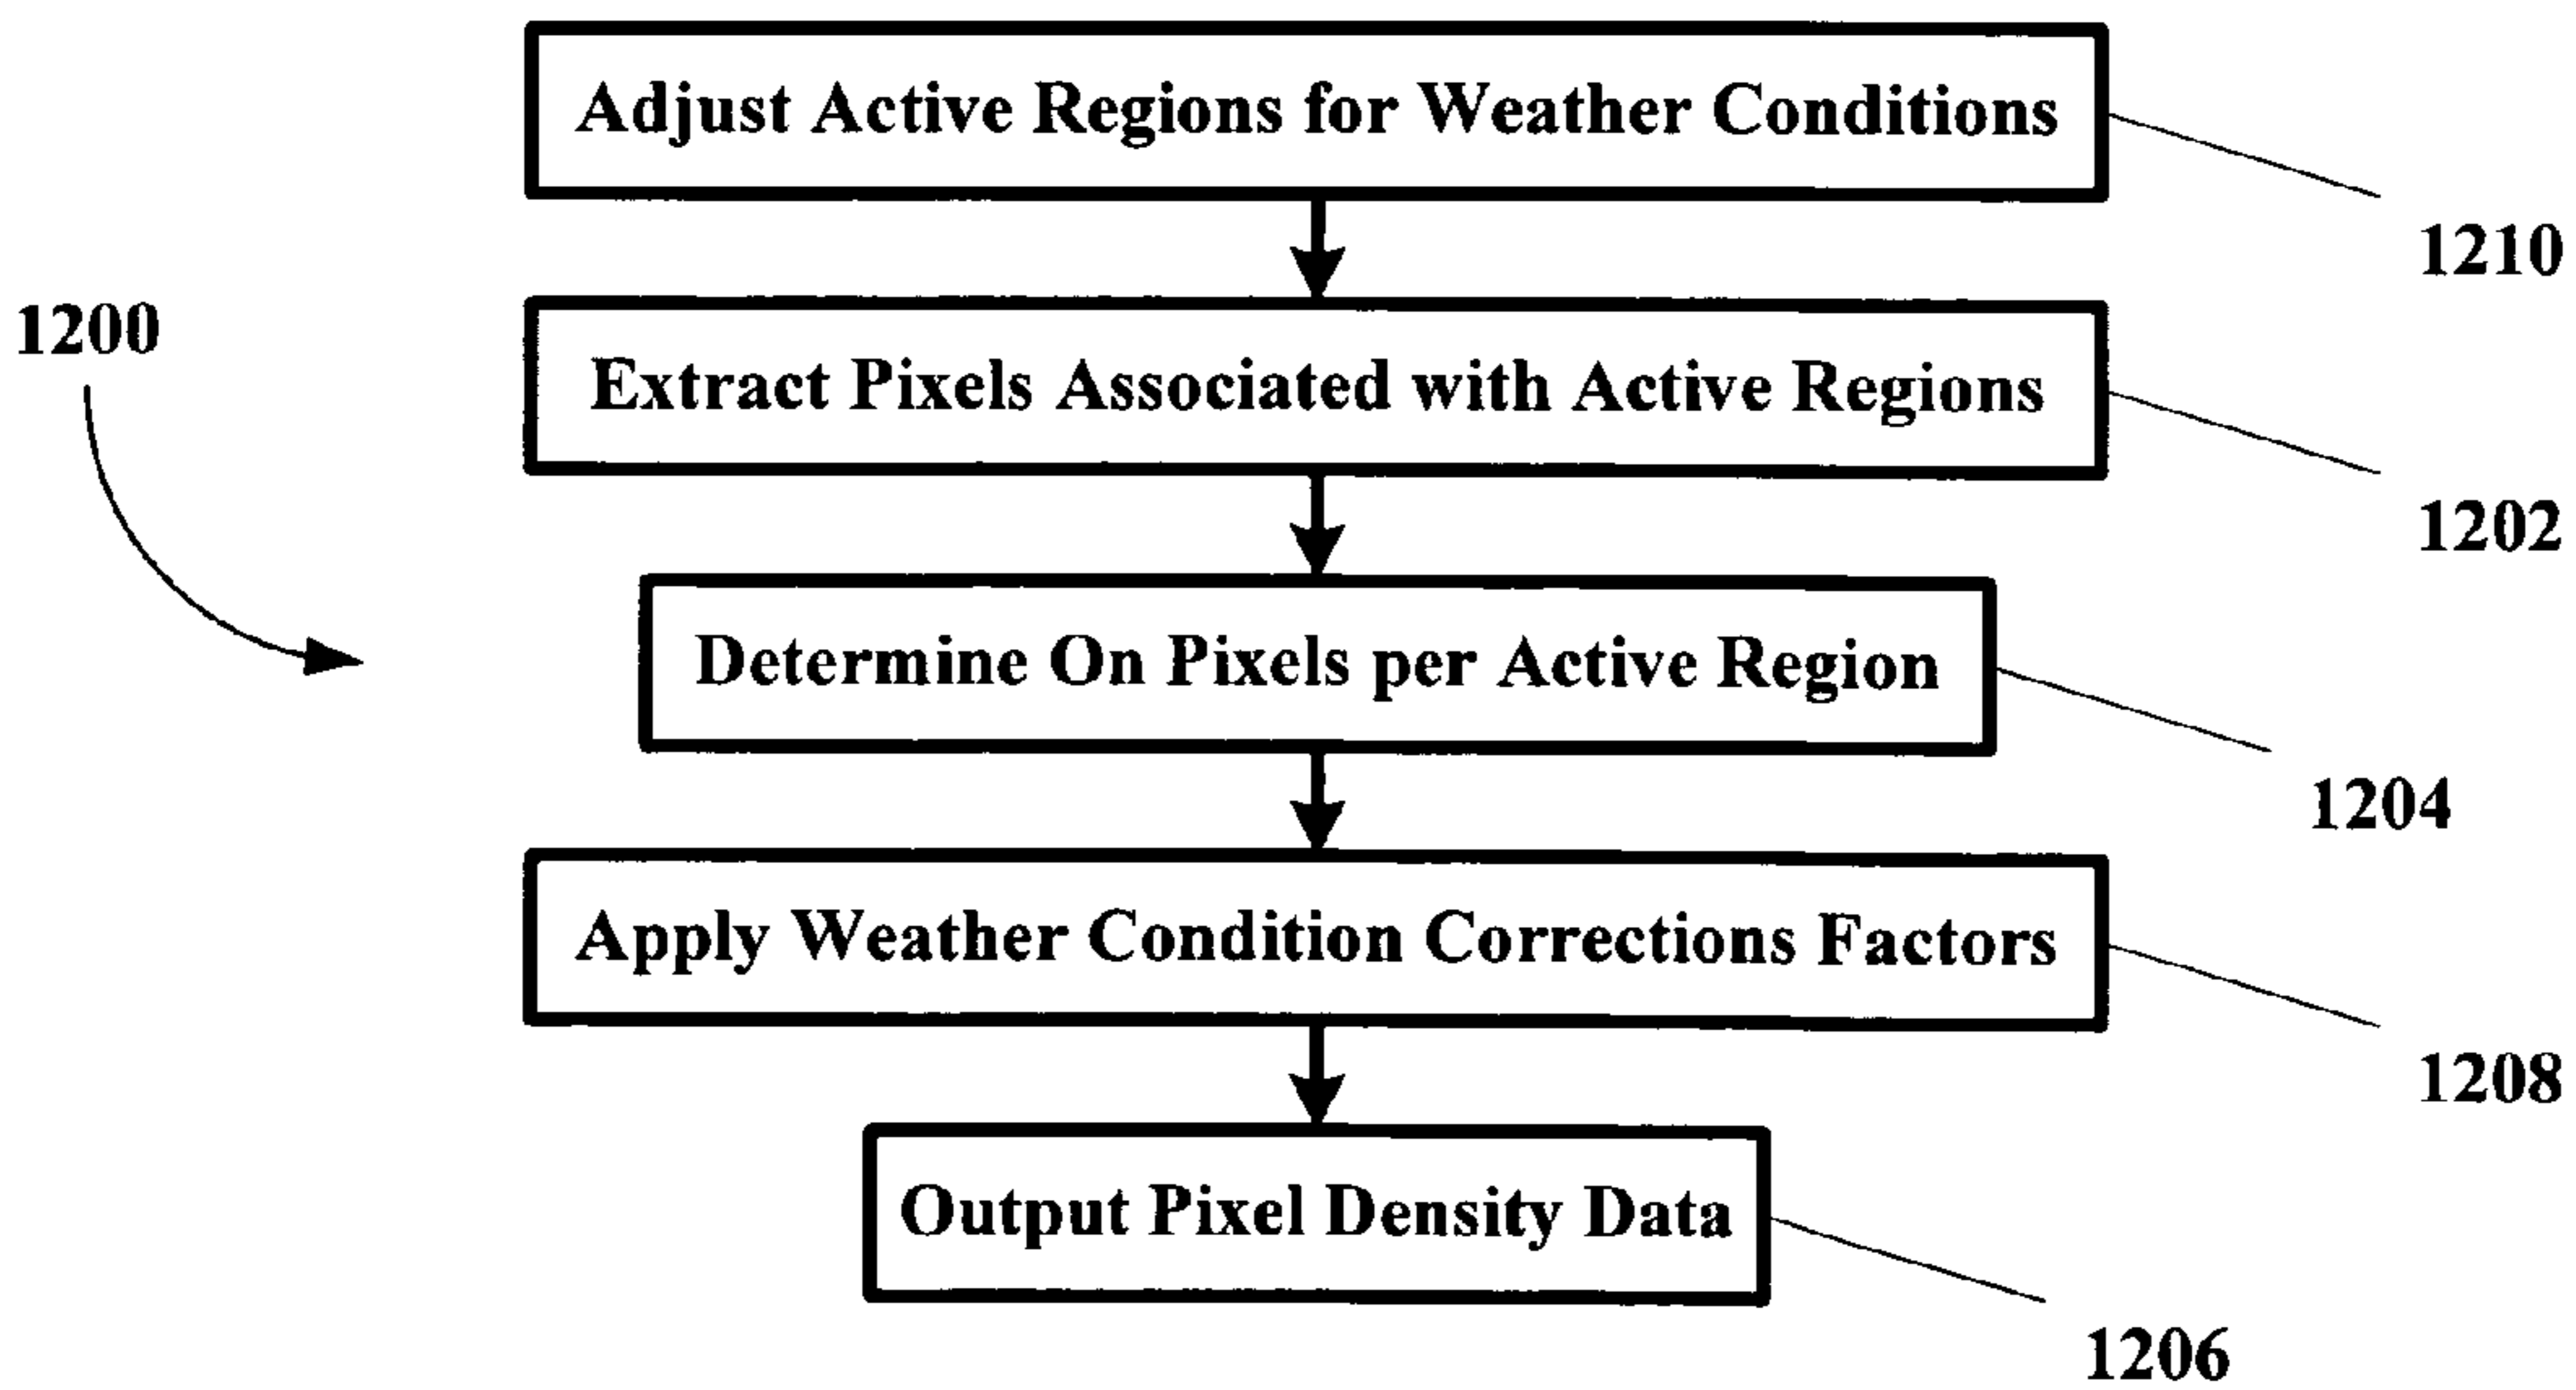 Adjust Active Regions for Weather Conditions
1210
Extract Pixels Associated with Active Regions
1200
1202
Determine On Pixels per Active Region
1204
Apply Weather Condition Corrections Factors
1208
Output Pixel Density Data
1206